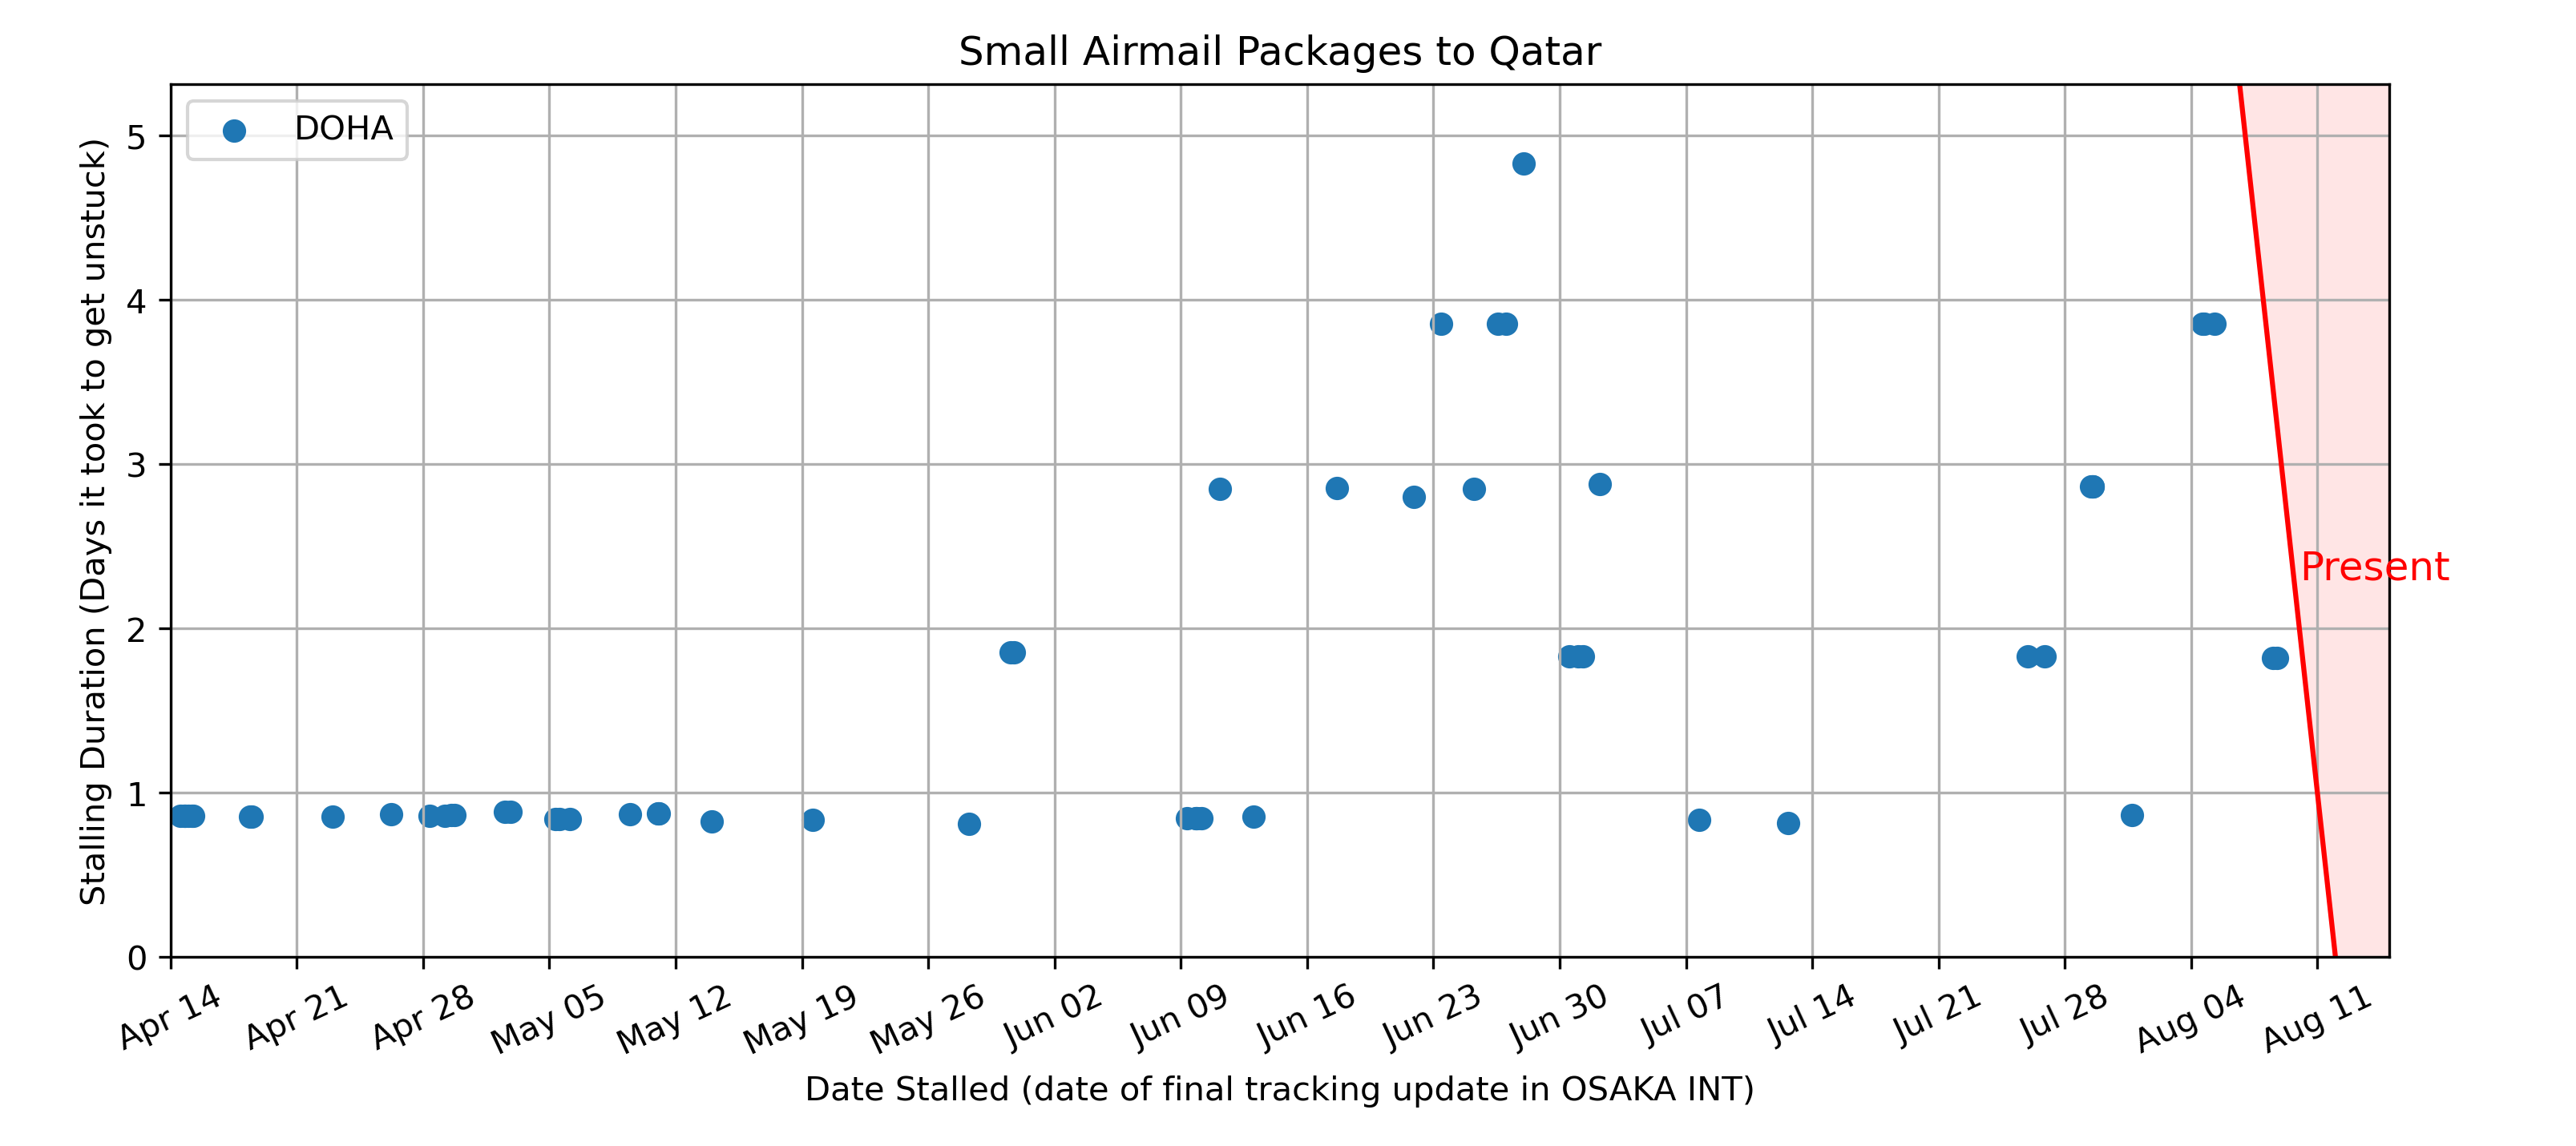 Small Airmail Packages to Qatar
DOHA
Stalling Duration (Days it took to get unstuck)
5
4
3
2
1
0
Present
Apr 14
Apr 21
Apr 28
May 05
May 12
May 19
May 26
Jun 02
Jun 09
Jun 16
Jun 23
Jun 30
Jul 07
Jul 14
Jul 21
Jul 28
Aug 04
Aug 11
Date Stalled (date of final tracking update in OSAKA INT)